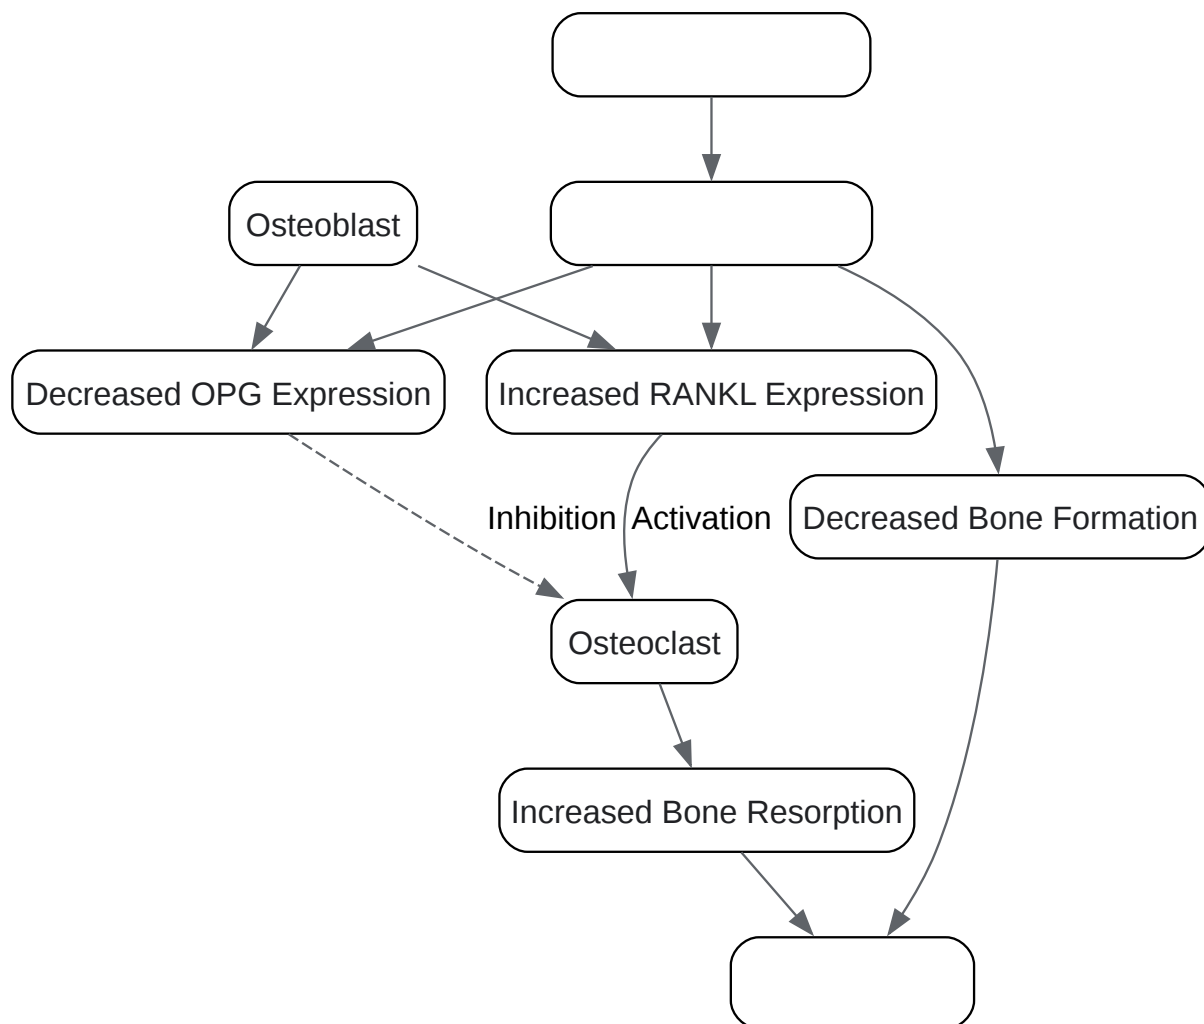 Osteoblast
Decreased OPG Expression
Increased RANKL Expression
Inhibition
Activation
Decreased Bone Formation
Osteoclast
Increased Bone Resorption